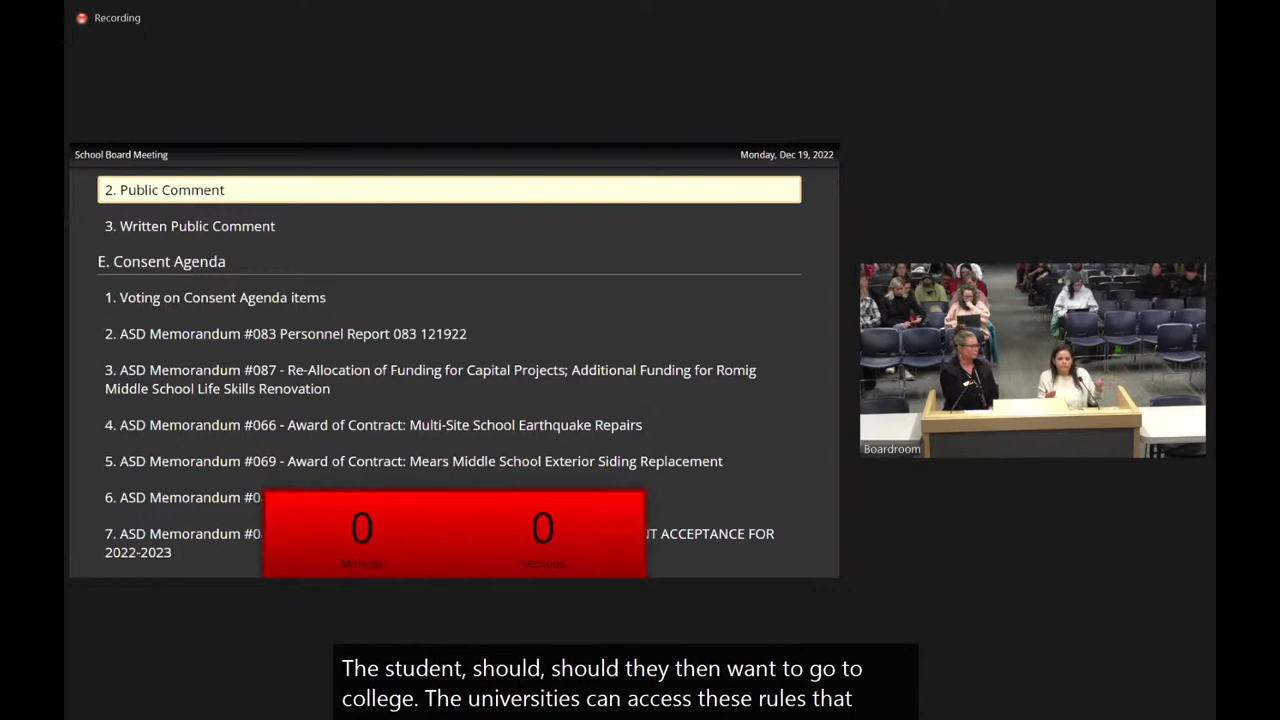 Recording
School Board Meeting
Monday, Dec 19, 2022
2. Public Comment
3. Written Public Comment
E. Consent Agenda
1. Voting on Consent Agenda items
2. ASD Memorandum #083 Personnel Report 083 121922
3. ASD Memorandum #087 - Re-Allocation of Funding for Capital Projects; Additional Funding for Romig
Middle School Life Skills Renovation
4. ASD Memorandum #066 - Award of Contract: Multi-Site School Earthquake Repairs
5. ASD Memorandum #069 - Award of Contract: Mears Middle School Exterior Siding Replacement
6. ASD Memorandum #0
7. ASD Memorandum #0 NT ACCEPTANCE FOR
2022-2023
0 0
Minutes Seconds
Boardroom
The student, should, should they then want to go to
college. The universities can access these rules that